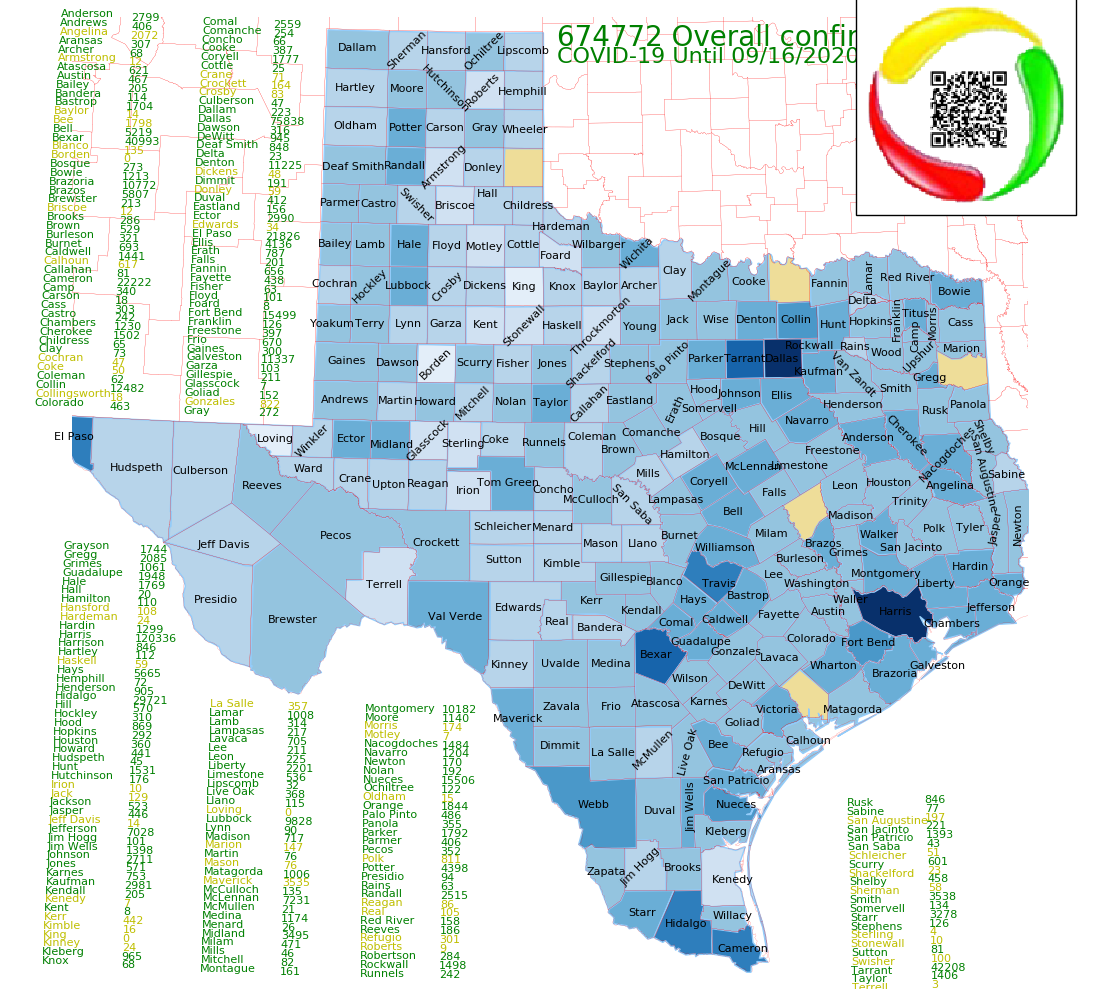 674772 Overall confir
COVID-19 Until 09/16/2020
Anderson 2799
Andrews 406
Angelina 2072
Aransas 307
Archer 68
Armstrong 12
Atascosa 621
Austin 467
Bailey 205
Bandera 114
Bastrop 1704
Baylor 14
Bee 1798
Bell 5219
Bexar 40993
Blanco 135
Borden 0
Bosque 273
Bowie 1213
Brazoria 10772
Brazos 5807
Brewster 213
Briscoe
Brooks 286
Brown 529
Burleson 321
Burnet 693
Caldwell 1441
Calhoun 617
Callahan 81
Cameron 22222
Camp 340
Carson 18
Cass 303
Castro 242
Chambers 1230
Cherokee 1502
Childress 65
Clay 73
Cochran 47
Coke 50
Coleman 62
Collin 12482
Collingsworth 18
Colorado 463
Comal 2559
Comanche 254
Concho 66
Cooke 387
Coryell 1777
Cottle 25
Crane 71
Crockett 164
Crosby 83
Culberson 47
Dallam 223
Dallas 75838
Dawson 316
DeWitt 945
Deaf Smith 848
Delta 23
Denton 11225
Dickens 48
Dimmit 191
Donley 59
Duval 412
Eastland 156
Ector 2990
Edwards 34
El Paso 21826
Ellis 4136
Erath 787
Falls 201
Fannin 656
Fayette 438
Fisher 63
Floyd 101
Foard 8
Fort Bend 15499
Franklin 126
Freestone 397
Frio 670
Gaines 300
Galveston 11337
Garza 103
Gillespie 211
Glasscock 7
Goliad 152
Gonzales 822
Gray 272
Grayson 1744
Gregg 2085
Grimes 1061
Guadalupe 1948
Hale 1769
Hall 20
Hamilton 110
Hansford 108
Hardeman 24
Hardin 1299
Harris 120336
Harrison 846
Hartley 112
Haskell 59
Hays 5665
Hemphill 72
Henderson 905
Hidalgo 29721
Hill 570
Hockley 310
Hood 869
Hopkins 292
Houston 360
Howard 441
Hudspeth 45
Hunt 1531
Hutchinson 176
Irion 10
Jack 129
Jackson 523
Jasper 446
Jeff Davis 14
Jefferson 7028
Jim Hogg 101
Jim Wells 1398
Johnson 2711
Jones 571
Karnes 753
Kaufman 2981
Kendall 205
Kenedy 7
Kent 8
Kerr 442
Kimble 16
King 0
Kinney 24
Kleberg 965
Knox 68
La Salle 357
Lamar 1008
Lamb 314
Lampasas 217
Lavaca 705
Lee 211
Leon 225
Liberty 2201
Limestone 536
Lipscomb 32
Live Oak 368
Llano 115
Loving 0
Lubbock 9828
Lynn 90
Madison 717
Marion 147
Martin 76
Mason 76
Matagorda 1006
Maverick 3535
McCulloch 135
McLennan 7231
McMullen 21
Medina 1174
Menard 26
Midland 3495
Milam 471
Mills 46
Mitchell 82
Montague 161
Montgomery 10182
Moore 1140
Morris 174
Motley 7
Nacogdoches 1484
Navarro 1204
Newton 170
Nolan 192
Nueces 15506
Ochiltree 122
Oldham 15
Orange 1844
Palo Pinto 486
Panola 355
Parker 1792
Parmer 406
Pecos 352
Polk 811
Potter 4398
Presidio 94
Rains 63
Randall 2515
Reagan 86
Real 105
Red River 158
Reeves 186
Refugio 301
Roberts 9
Robertson 284
Rockwall 1498
Runnels 242
Rusk 846
Sabine 77
San Augustine 197
San Jacinto 221
San Patricio 1393
San Saba 43
Schleicher 51
Scurry 601
Shackelford 23
Shelby 458
Sherman 58
Smith 3538
Somervell 134
Starr 3278
Stephens 126
Sterling 4
Stonewall 10
Sutton 81
Swisher 100
Tarrant 42208
Taylor 1406
Terrell 3
Dallam Sherman Hansford Ochiltree Lipscomb
Hartley Moore Hutchinson Roberts Hemphill
Oldham Potter Carson Gray Wheeler
Deaf Smith Randall Armstrong Donley
Parmer Castro Swisher Briscoe Hall Childress
Hardeman
Bailey Lamb Hale Floyd Motley Cottle Foard Wilbarger Wichita
Clay Montague Cooke Fannin Lamar Red River Bowie
Cochran Hockley Lubbock Crosby Dickens King Knox Baylor Archer
Delta Franklin Titus Morris Camp Cass
Yoakum Terry Lynn Garza Kent Stonewall Haskell Throckmorton Young Jack Wise Denton Collin Hunt Hopkins
Rockwall Rains Wood Upshur Marion
Gaines Dawson Borden Scurry Fisher Jones Shackelford Stephens Palo Pinto Parker Tarrant Dallas Kaufman Van Zandt Smith Gregg
Andrews Martin Howard Mitchell Nolan Taylor Callahan Eastland Erath Hood Somervell Johnson Ellis Henderson Rusk Panola
El Paso Loving Winkler Ector Midland Glasscock Sterling Coke Runnels Coleman Brown Comanche Bosque Hill Navarro Anderson Cherokee Shelby
Hudspeth Culberson Reeves Ward Crane Upton Reagan Irion Tom Green Concho McCulloch Mills Hamilton McLennan Limestone Freestone Nacogdoches San Augustine Sabine
San Saba Lampasas Coryell Falls Leon Houston Angelina Trinity
Jeff Davis Pecos Crockett Schleicher Menard Mason Llano Burnet Bell Milam Brazos Madison Walker Polk Tyler Jasper Newton
San Jacinto Grimes Williamson Burleson
Presidio Terrell Sutton Kimble Gillespie Blanco Travis Lee Washington Montgomery Liberty Hardin Orange
Brewster Val Verde Edwards Real Kerr Kendall Hays Bastrop Fayette Austin Waller Harris Jefferson Chambers
Bandera Comal Caldwell Colorado Fort Bend
Kinney Uvalde Medina Bexar Guadalupe Gonzales Lavaca Wharton Brazoria Galveston
Maverick Zavala Frio Atascosa Wilson Karnes DeWitt Victoria Matagorda
Goliad Calhoun
Dimmit La Salle McMullen Live Oak Bee Refugio Aransas
San Patricio
Webb Duval Jim Wells Nueces
Kleberg
Zapata Jim Hogg Brooks Kenedy
Starr Hidalgo Willacy
Cameron